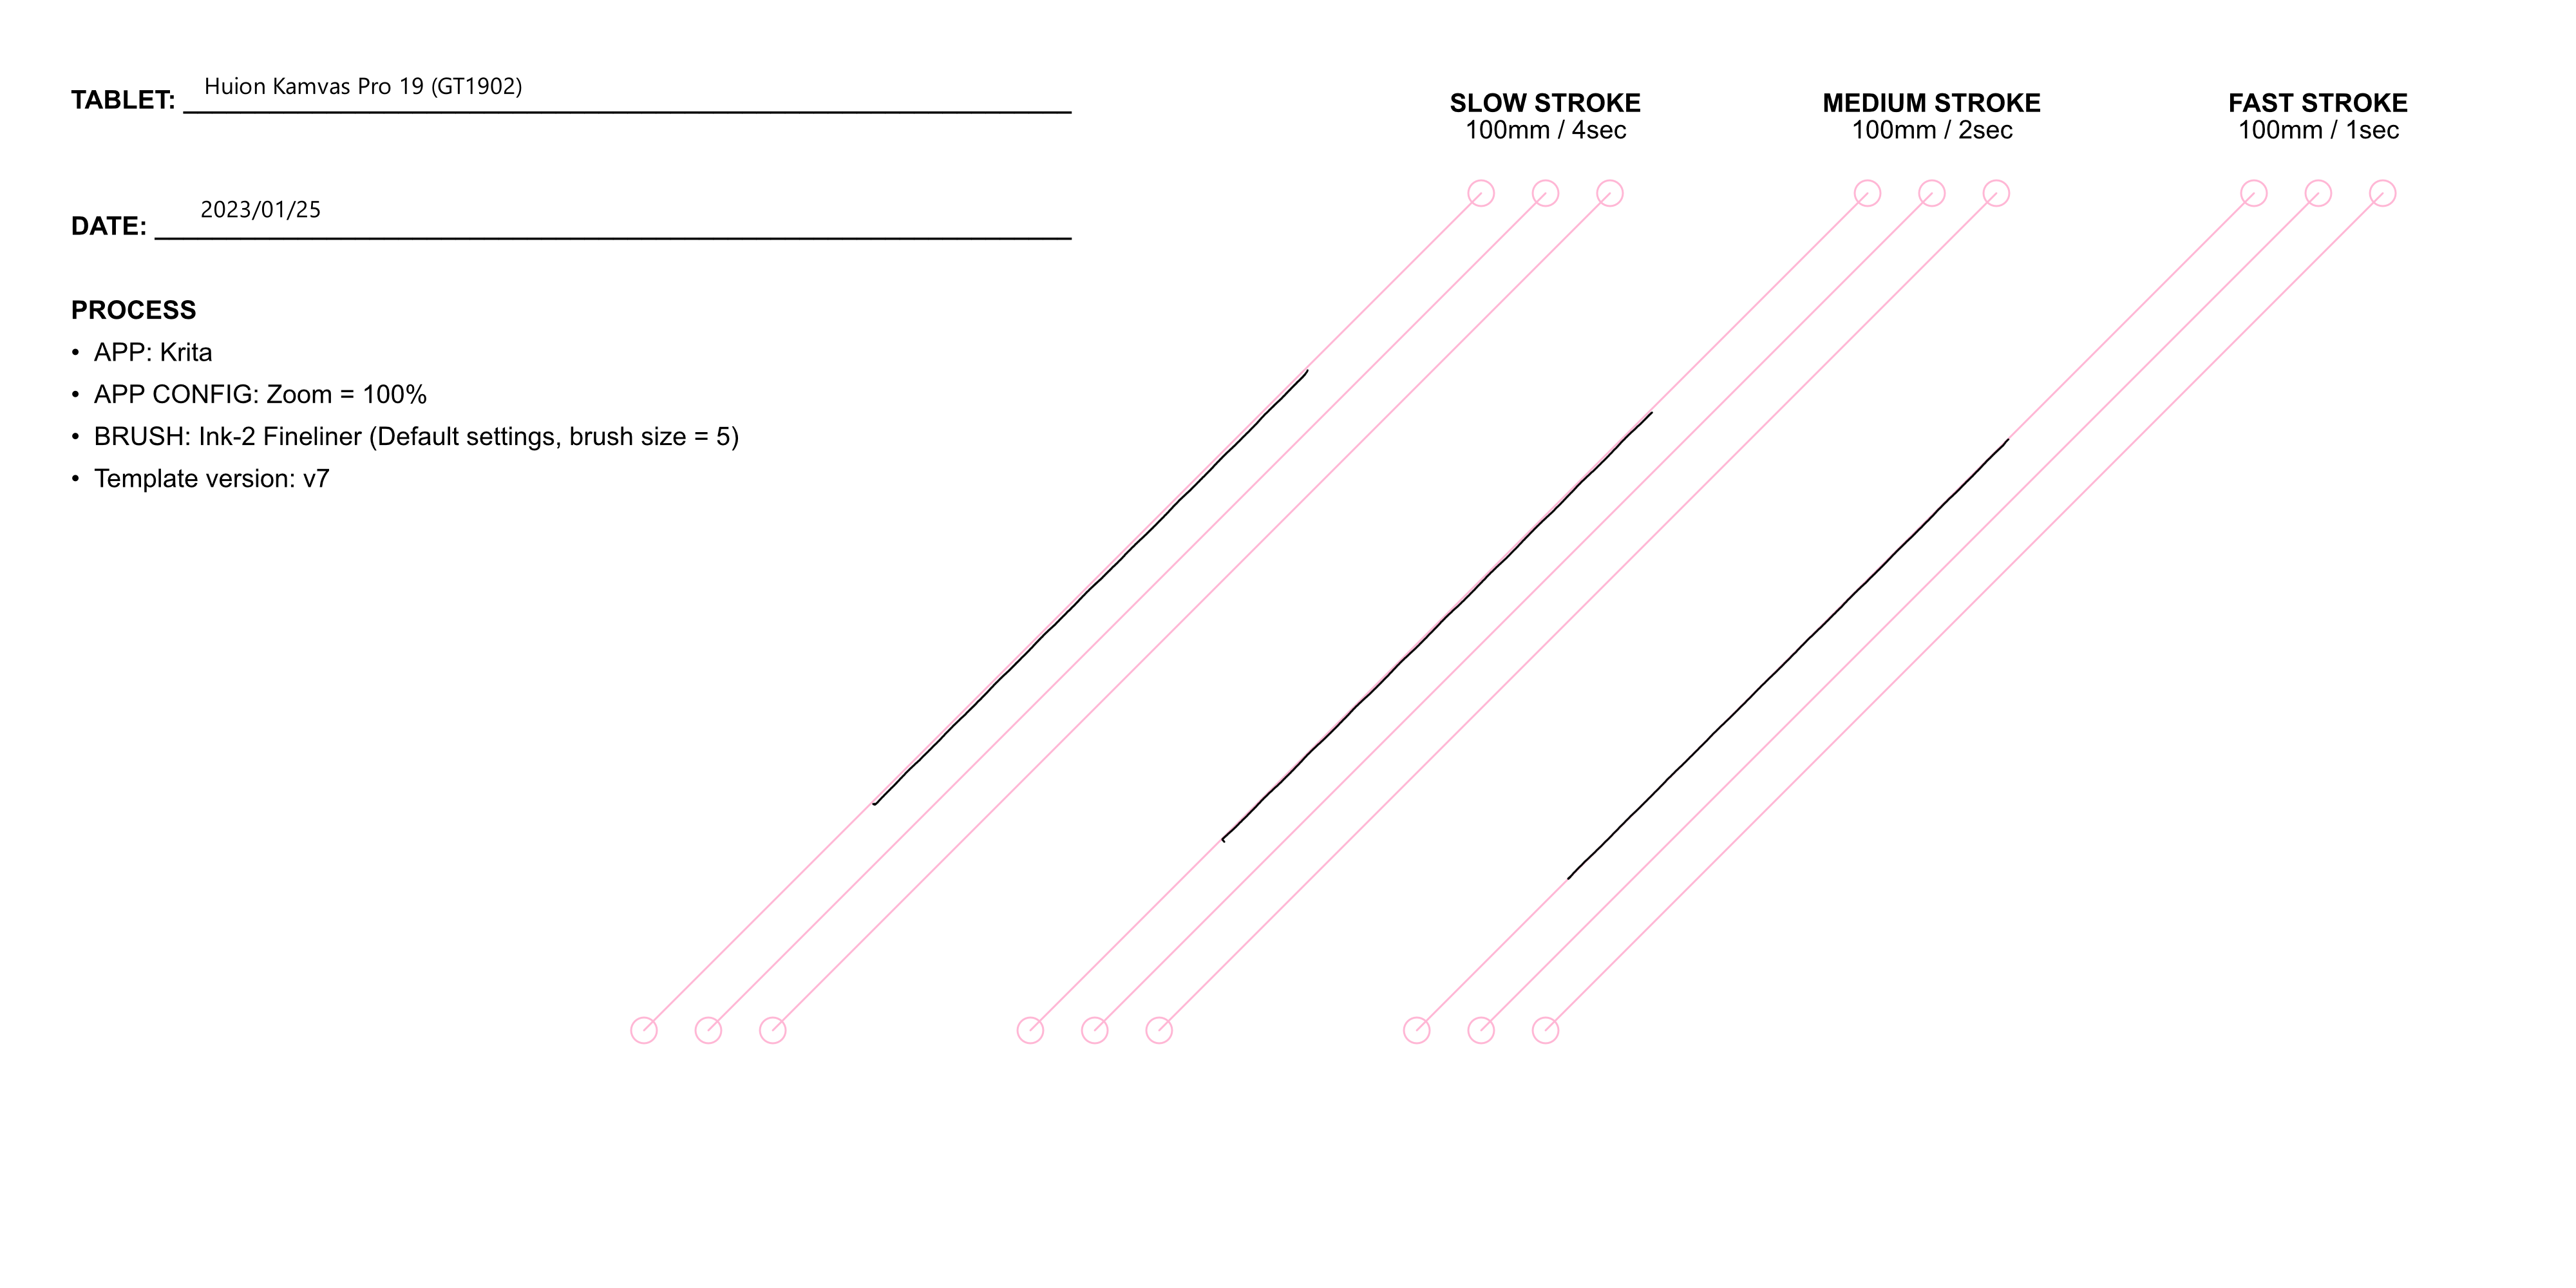 TABLET: Huion Kamvas Pro 19 (GT1902)
DATE: 2023/01/25
PROCESS
• APP: Krita
• APP CONFIG: Zoom = 100%
• BRUSH: Ink-2 Fineliner (Default settings, brush size = 5)
• Template version: v7
SLOW STROKE
100mm / 4sec
MEDIUM STROKE
100mm / 2sec
FAST STROKE
100mm / 1sec